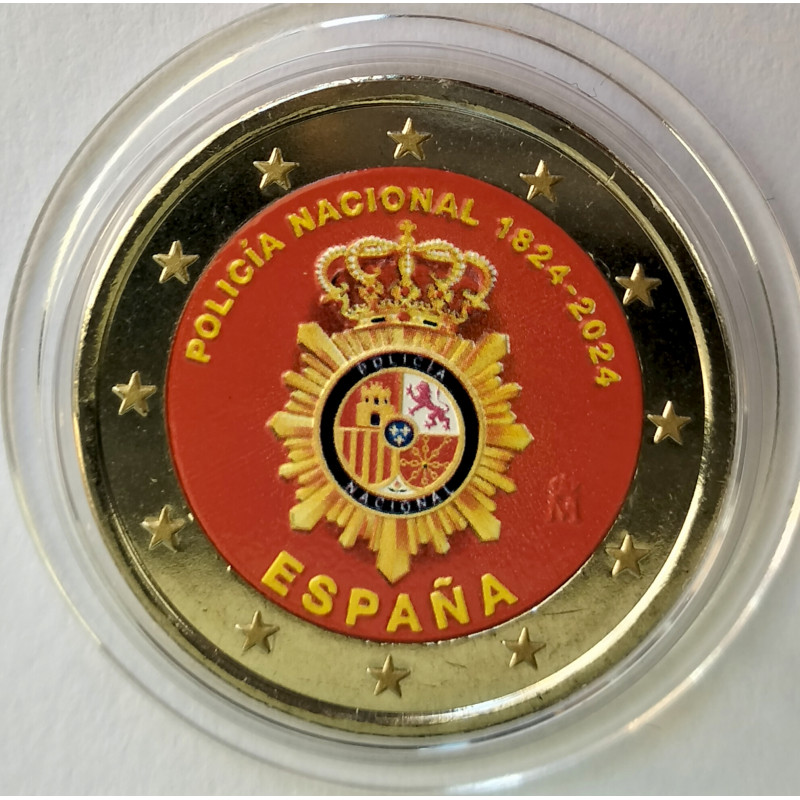 POLICÍA NACIONAL 1824-2024
POLICÍA
NACIONAL
M
ESPAÑA